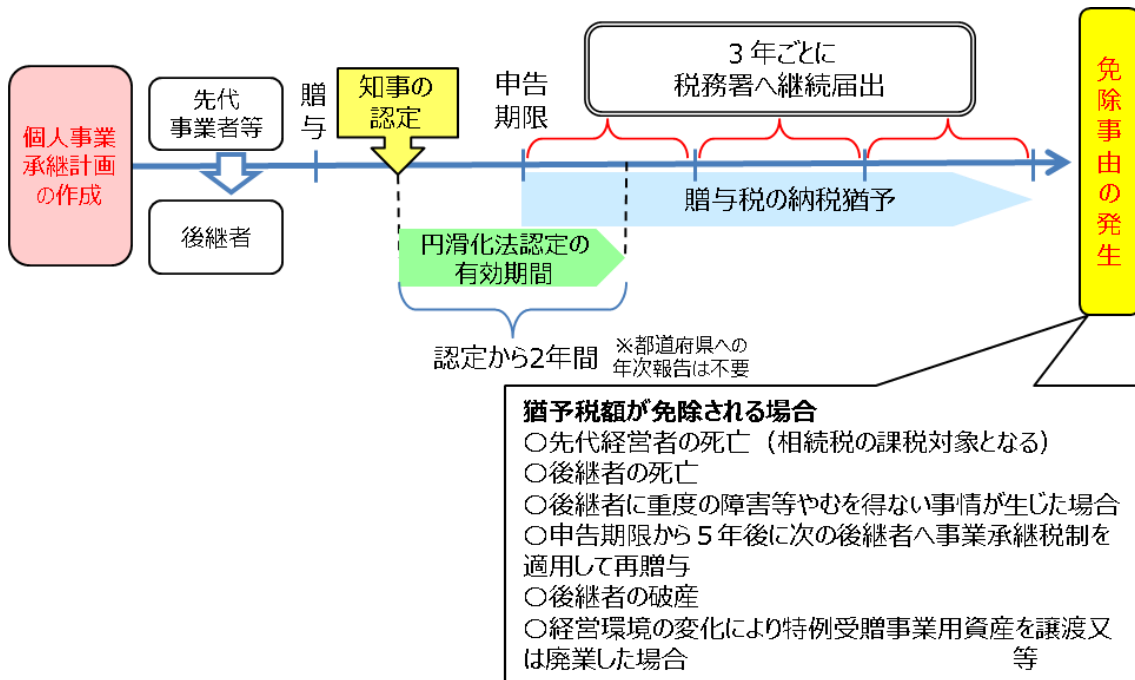 個人事業
承継計画
の作成
先代
事業者等
後継者
贈与
知事の
認定
申告
期限
3年ごとに
税務署へ継続届出
贈与税の納税猶予
円滑化法認定の
有効期間
認定から2年間
※都道府県への
年次報告は不要
免除事由の発生
猶予税額が免除される場合
○先代経営者の死亡（相続税の課税対象となる）
○後継者の死亡
○後継者に重度の障害等やむを得ない事情が生じた場合
○申告期限から5年後に次の後継者へ事業承継税制を
適用して再贈与
○後継者の破産
○経営環境の変化により特例受贈事業用資産を譲渡又
は廃業した場合 等